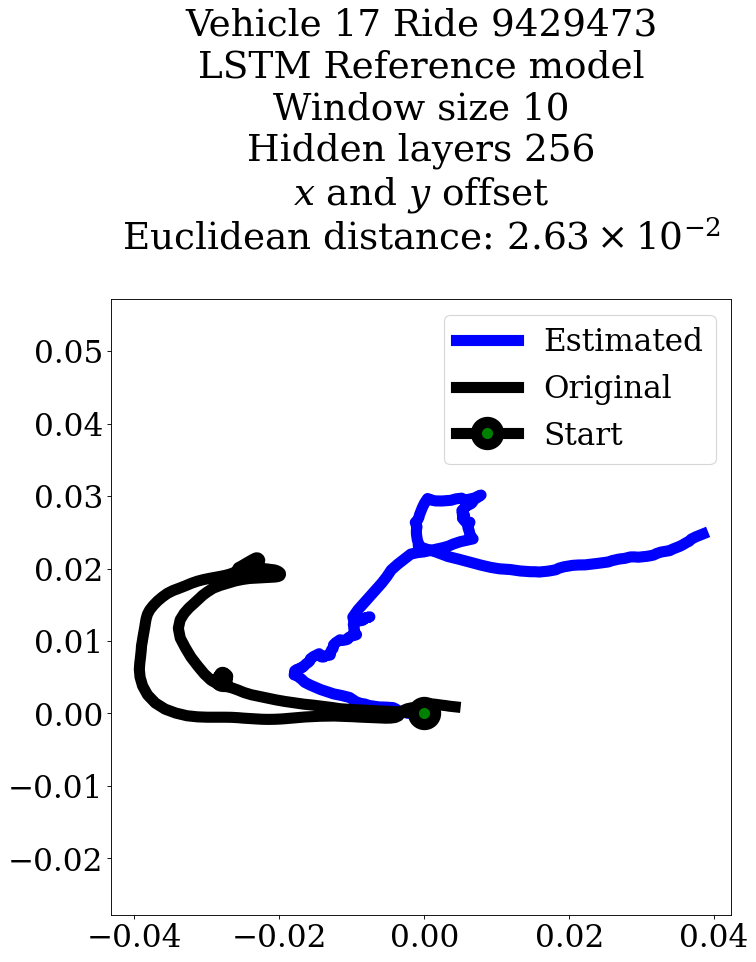 Vehicle 17 Ride 9429473
LSTM Reference model
Window size 10
Hidden layers 256
x and y offset
Euclidean distance: 2.63 × 10⁻²
Estimated
Original
Start
0.05
0.04
0.03
0.02
0.01
0.00
−0.01
−0.02
−0.04 −0.02 0.00 0.02 0.04